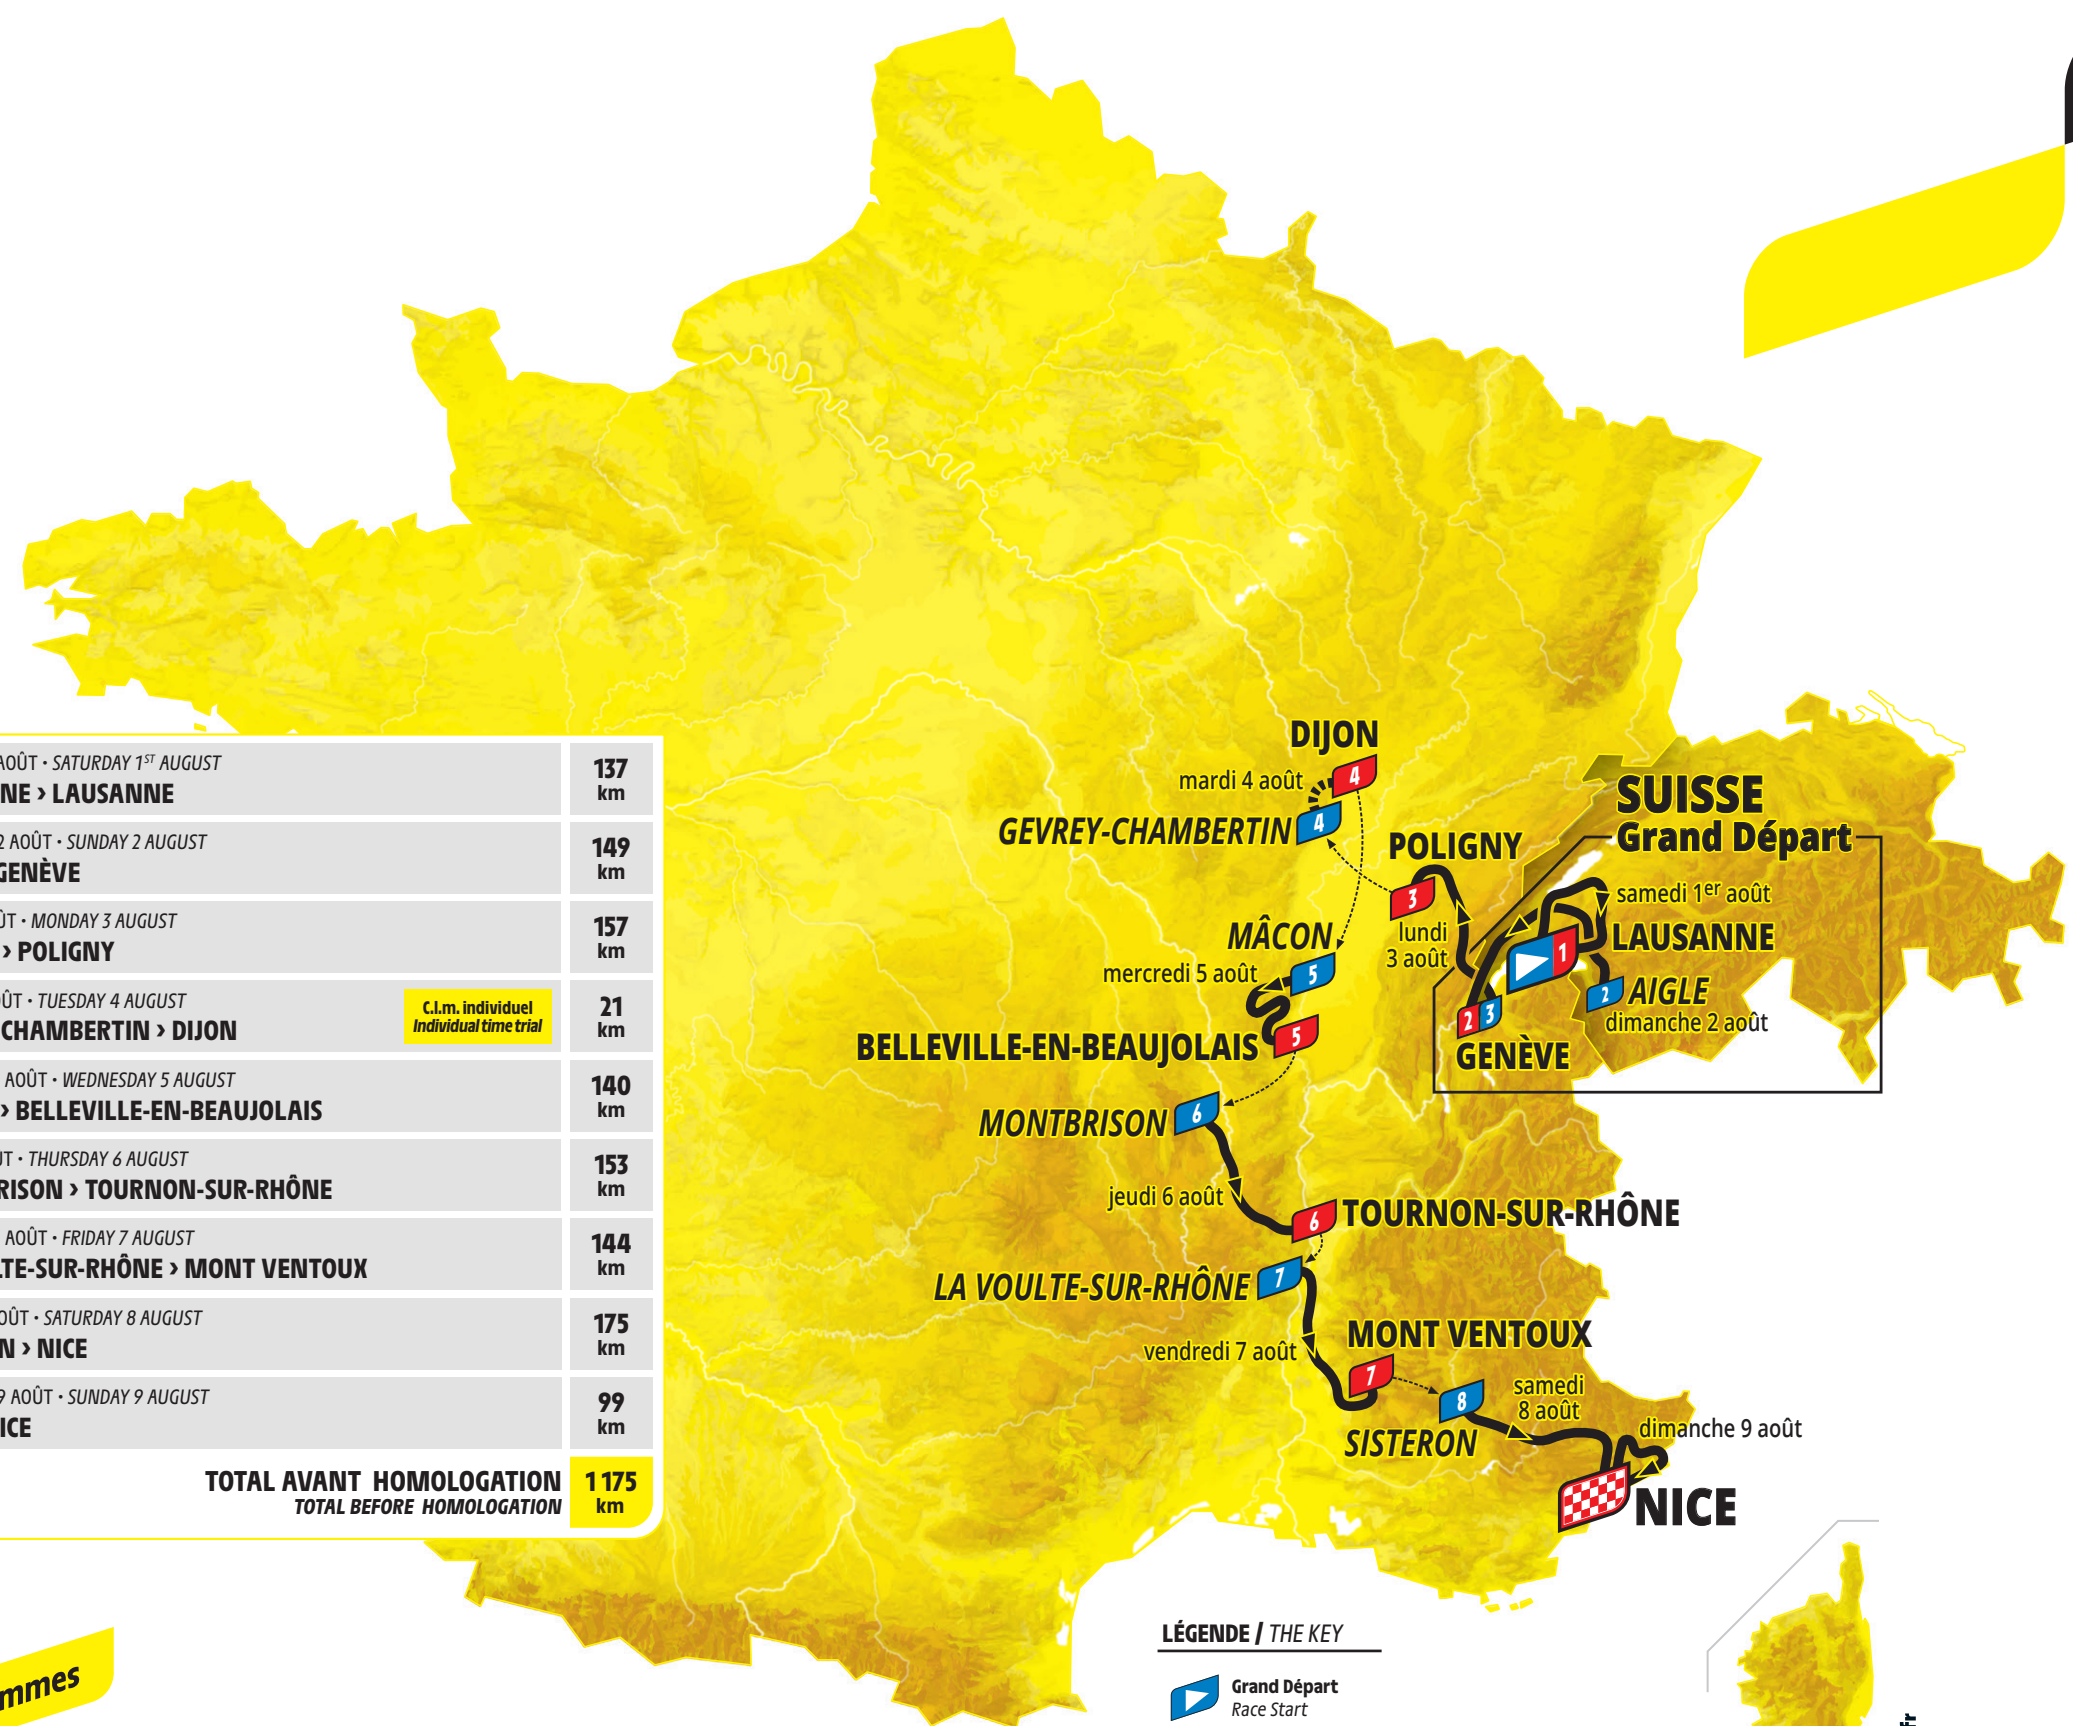 AOÛT • SATURDAY 1ST AUGUST
NE › LAUSANNE
137
km
2 AOÛT • SUNDAY 2 AUGUST
GENÈVE
149
km
ÛT • MONDAY 3 AUGUST
› POLIGNY
157
km
ÛT • TUESDAY 4 AUGUST
CHAMBERTIN › DIJON
C.l.m. individuel
Individual time trial
21
km
AOÛT • WEDNESDAY 5 AUGUST
› BELLEVILLE-EN-BEAUJOLAIS
140
km
ÛT • THURSDAY 6 AUGUST
RISON › TOURNON-SUR-RHÔNE
153
km
AOÛT • FRIDAY 7 AUGUST
LTE-SUR-RHÔNE › MONT VENTOUX
144
km
OÛT • SATURDAY 8 AUGUST
N › NICE
175
km
9 AOÛT • SUNDAY 9 AUGUST
ICE
99
km
TOTAL AVANT HOMOLOGATION
TOTAL BEFORE HOMOLOGATION
1 175
km
mmes
DIJON
mardi 4 août
4
GEVREY-CHAMBERTIN
4
POLIGNY
3
lundi
3 août
SUISSE
Grand Départ
samedi 1er août
LAUSANNE
1
2
AIGLE
dimanche 2 août
2 3
GENÈVE
MÂCON
mercredi 5 août
5
BELLEVILLE-EN-BEAUJOLAIS
5
MONTBRISON
6
jeudi 6 août
6
TOURNON-SUR-RHÔNE
LA VOULTE-SUR-RHÔNE
7
vendredi 7 août
MONT VENTOUX
7
8
samedi
8 août
SISTERON
dimanche 9 août
NICE
LÉGENDE / THE KEY
Grand Départ
Race Start
fr